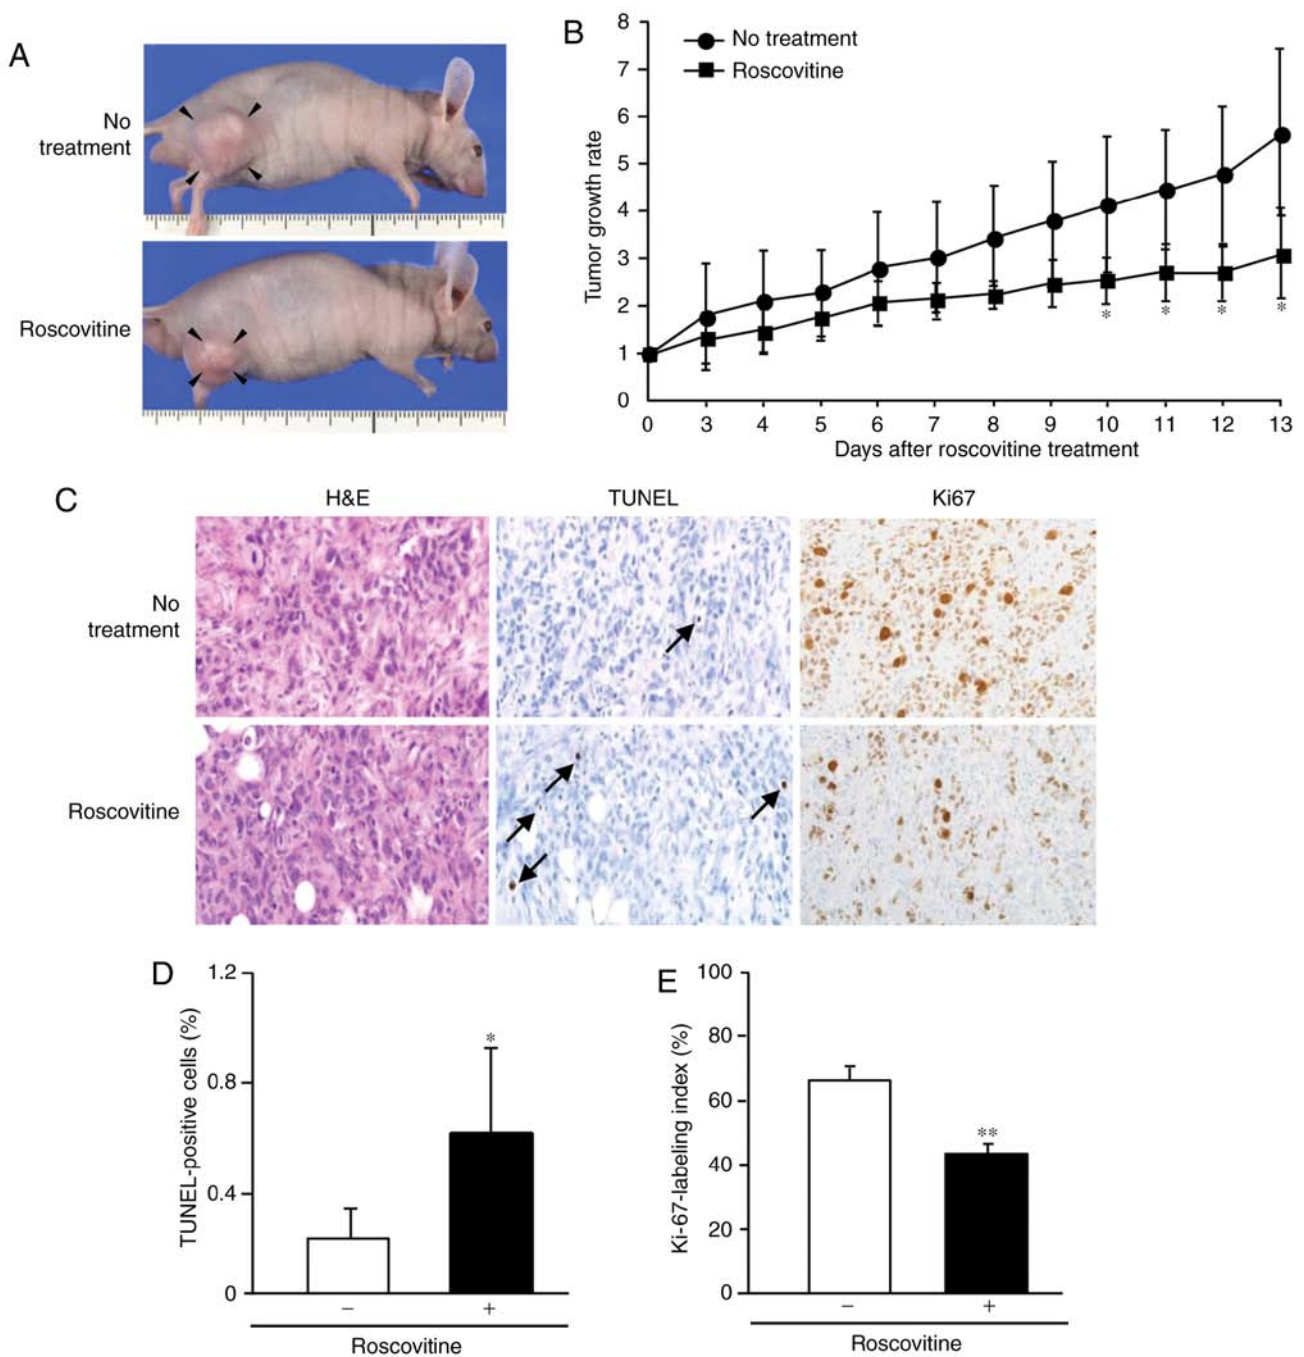 A
No
treatment
Roscovitine
B
8
7
6
5
4
3
2
1
0
Tumor growth rate
No treatment
Roscovitine
* * * *
0 3 4 5 6 7 8 9 10 11 12 13
Days after roscovitine treatment
C
H&E TUNEL Ki67
No
treatment
Roscovitine
D
TUNEL-positive cells (%)
1.2
0.8
0.4
0
*
− +
Roscovitine
E
Ki-67-labeling index (%)
100
80
60
40
20
0
**
− +
Roscovitine